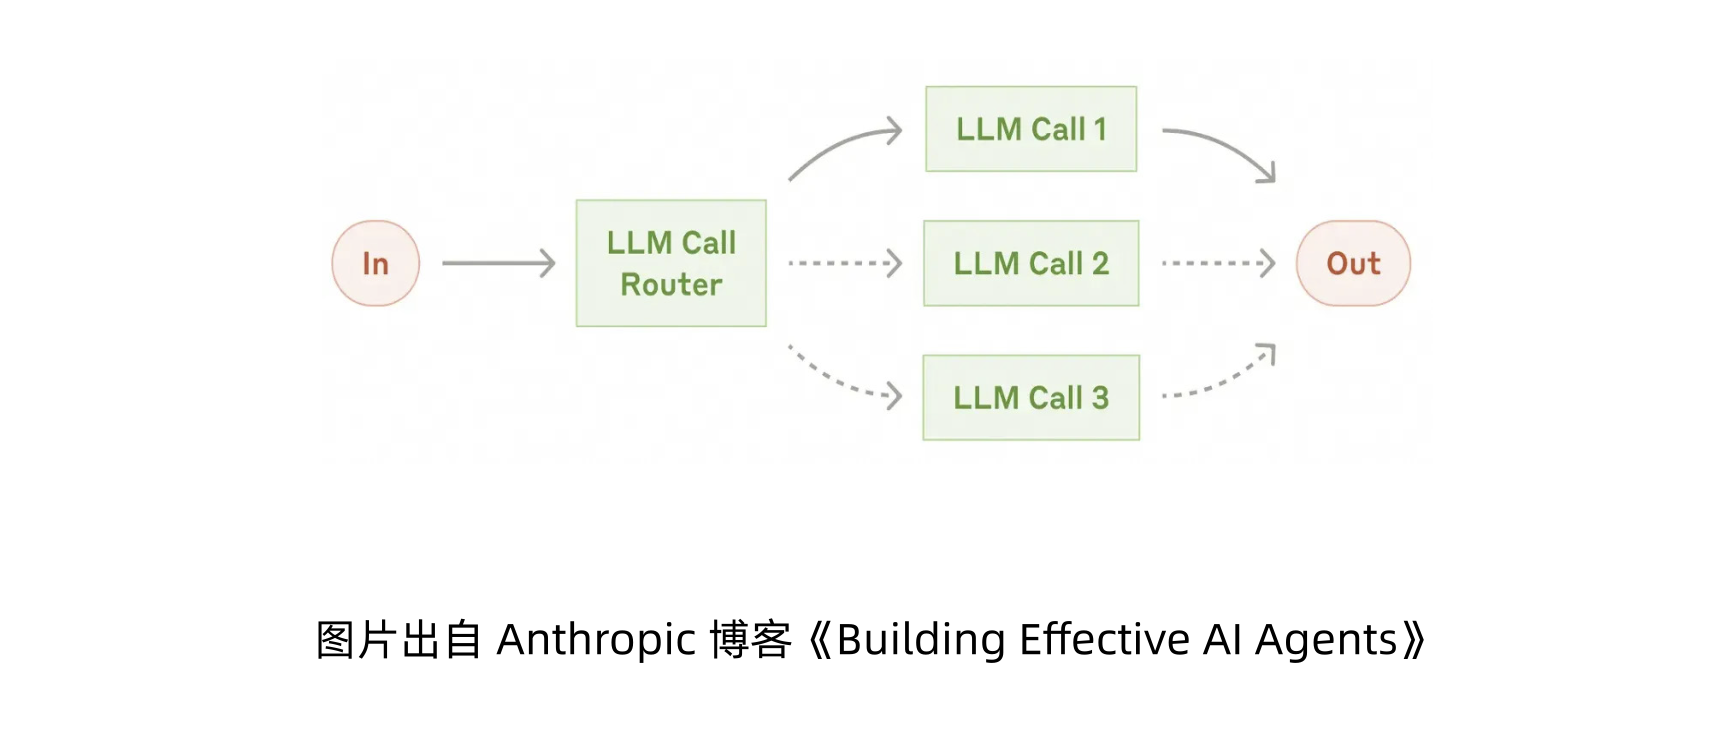 In
LLM Call
Router
LLM Call 1
LLM Call 2
LLM Call 3
Out
图片出自 Anthropic 博客《Building Effective AI Agents》